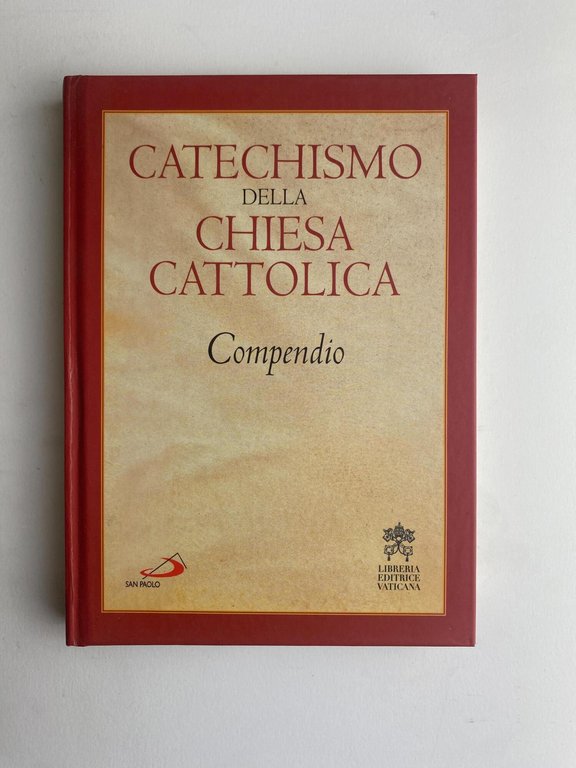 CATECHISMO
DELLA
CHIESA
CATTOLICA
Compendio
SAN PAOLO
LIBRERIA
EDITRICE
VATICANA